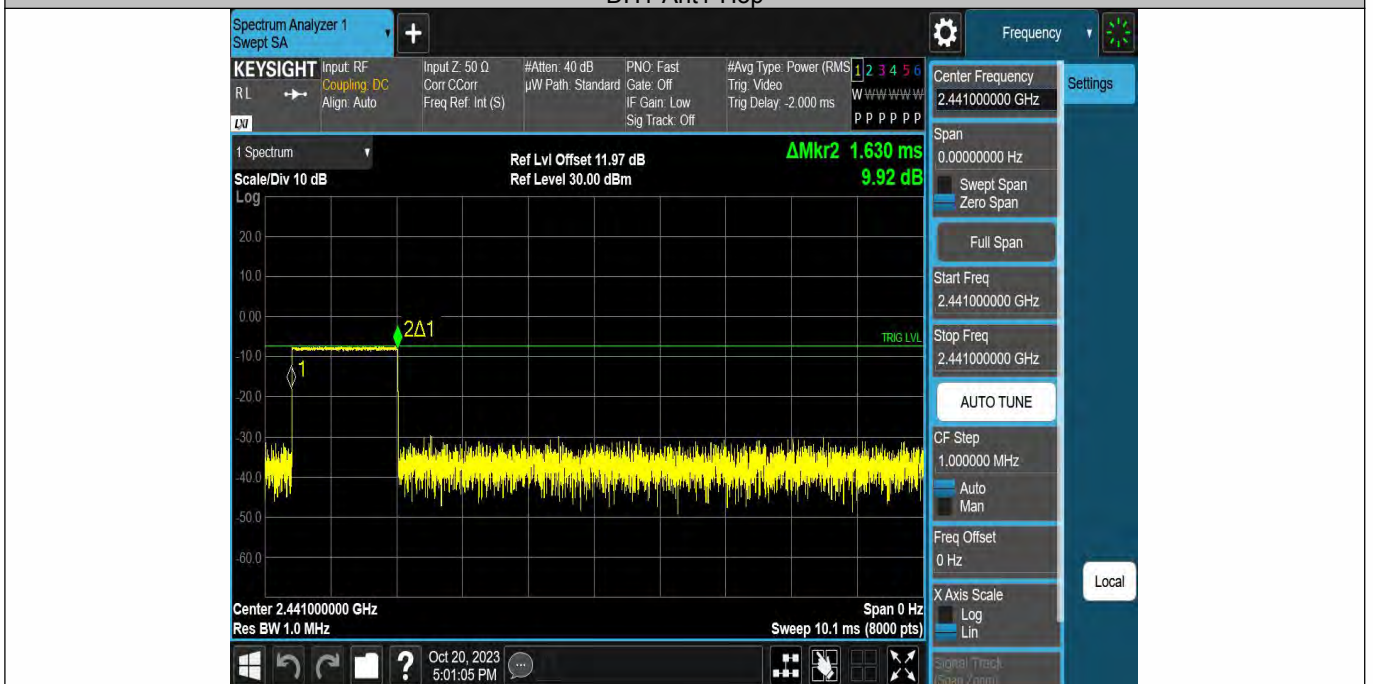 Spectrum Analyzer 1
Swept SA
+
Frequency
KEYSIGHT
RL
LXI
Input: RF
Coupling: DC
Align: Auto
Input Z: 50 Ω
Corr CCorr
Freq Ref: Int (S)
#Atten: 40 dB
µW Path: Standard
PNO: Fast
Gate: Off
IF Gain: Low
Sig Track: Off
#Avg Type: Power (RMS
Trig: Video
Trig Delay: -2.000 ms
1 2 3 4 5 6
W W W W W W
P P P P P P
Center Frequency
2.441000000 GHz
Settings
1 Spectrum
Scale/Div 10 dB
Ref Lvl Offset 11.97 dB
Ref Level 30.00 dBm
ΔMkr2 1.630 ms
9.92 dB
Span
0.00000000 Hz
Swept Span
Zero Span
Full Span
Start Freq
2.441000000 GHz
Stop Freq
2.441000000 GHz
AUTO TUNE
CF Step
1.000000 MHz
Auto
Man
Freq Offset
0 Hz
X Axis Scale
Log
Lin
Signal Track
(Span Zoom)
Local
Log
20.0
10.0
0.00
-10.0
-20.0
-30.0
-40.0
-50.0
-60.0
2Δ1
1
TRIG LVL
Center 2.441000000 GHz
Span 0 Hz
Res BW 1.0 MHz
Sweep 10.1 ms (8000 pts)
?
Oct 20, 2023
5:01:05 PM